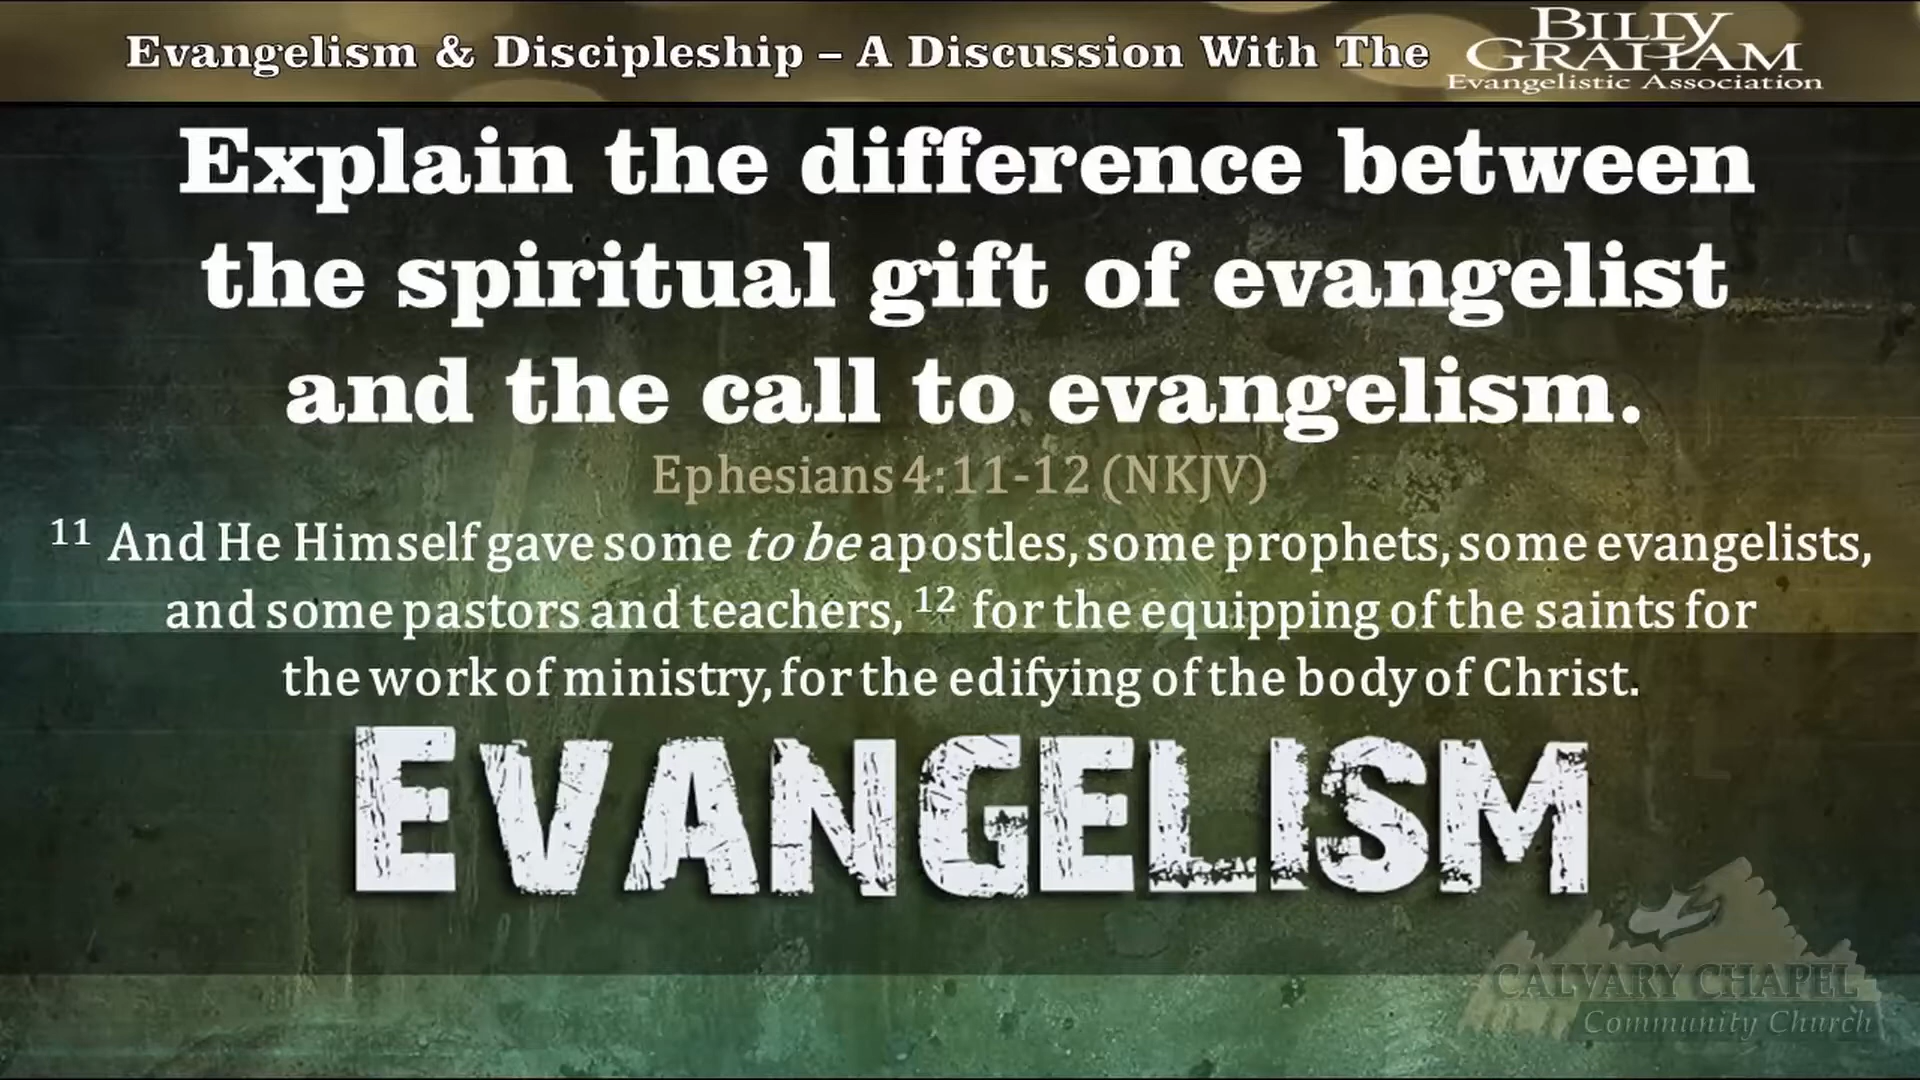 Evangelism & Discipleship – A Discussion With The
BILLY
GRAHAM
Evangelistic Association
Explain the difference between
the spiritual gift of evangelist
and the call to evangelism.
Ephesians 4:11-12 (NKJV)
11 And He Himself gave some to be apostles, some prophets, some evangelists,
and some pastors and teachers, 12 for the equipping of the saints for
the work of ministry, for the edifying of the body of Christ.
EVANGELISM
CALVARY CHAPEL
Community Church